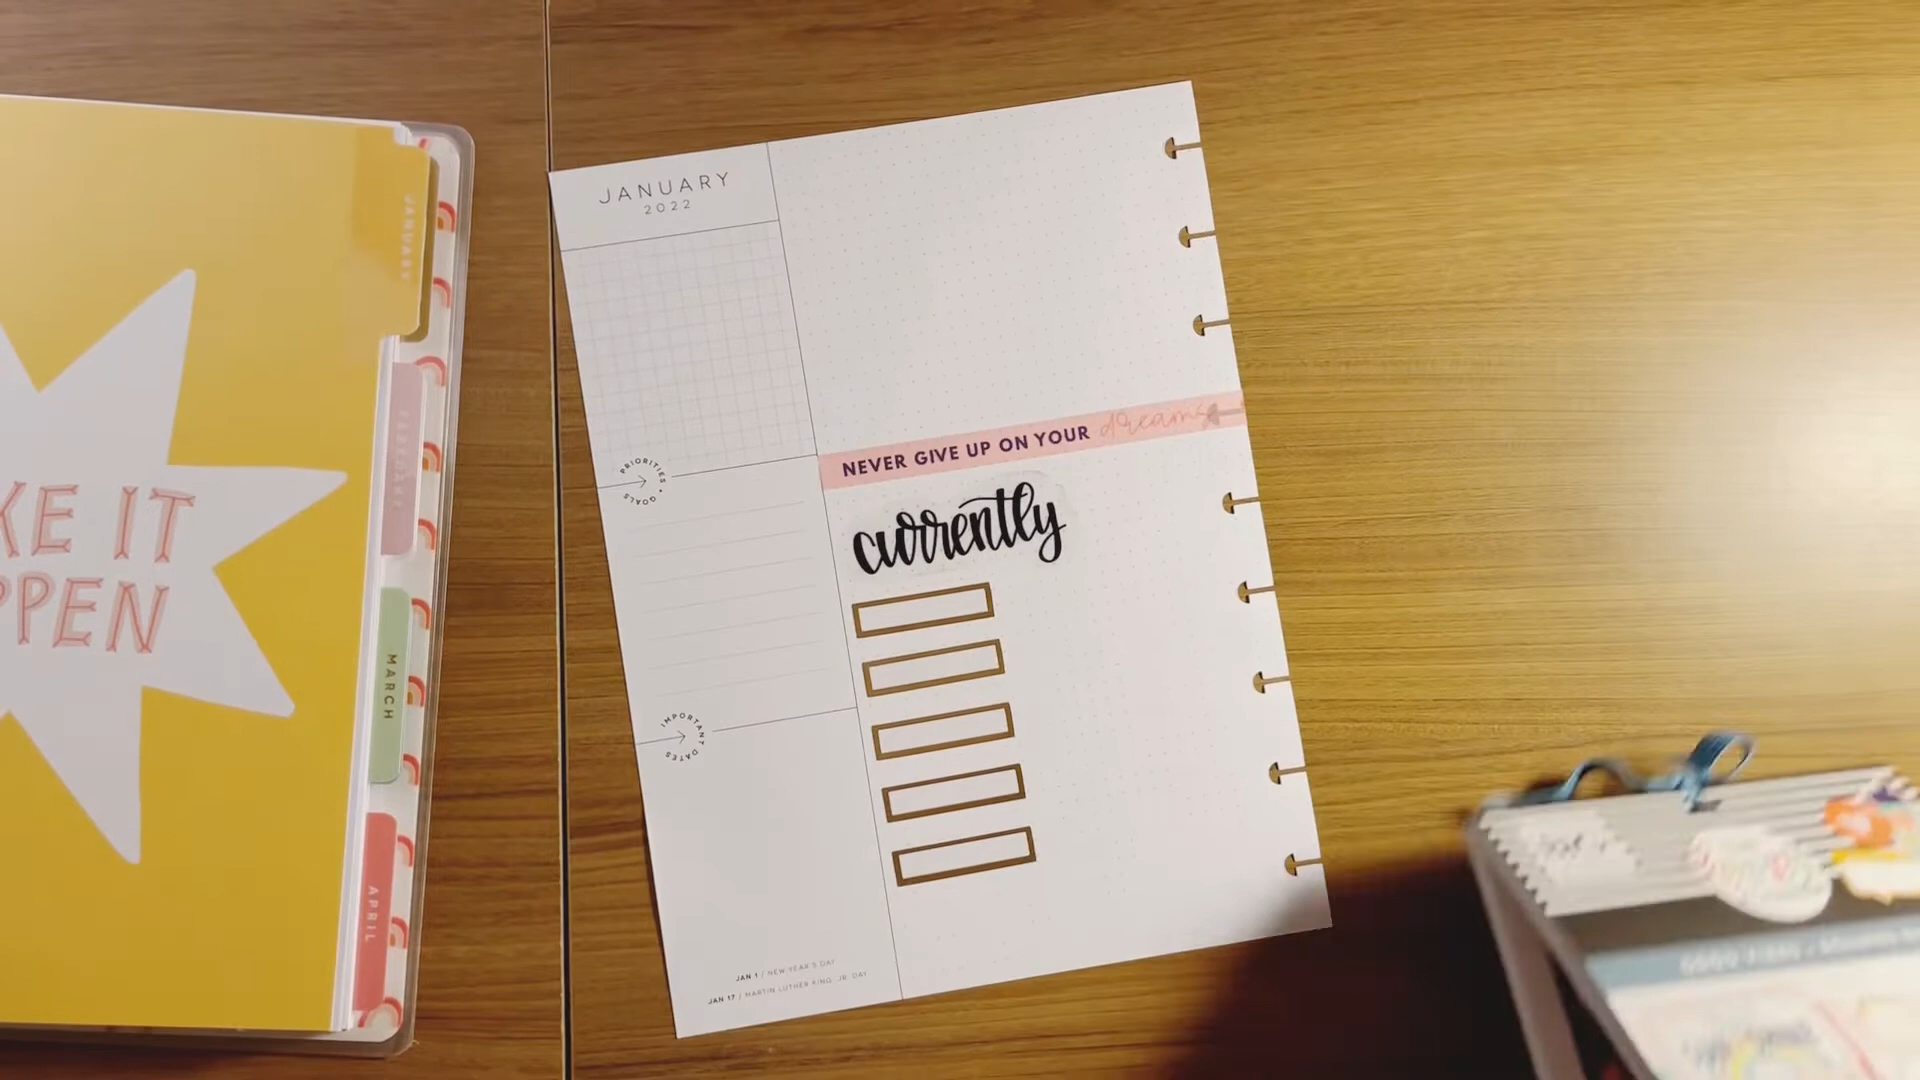 JANUARY
FEBRUARY
MARCH
APRIL
KE IT
PPEN
JANUARY
2022
PRIORITIES • GOALS
IMPORTANT DATES
JAN 1 / NEW YEAR'S DAY
JAN 17 / MARTIN LUTHER KING, JR. DAY
NEVER GIVE UP ON YOUR dreams
currently